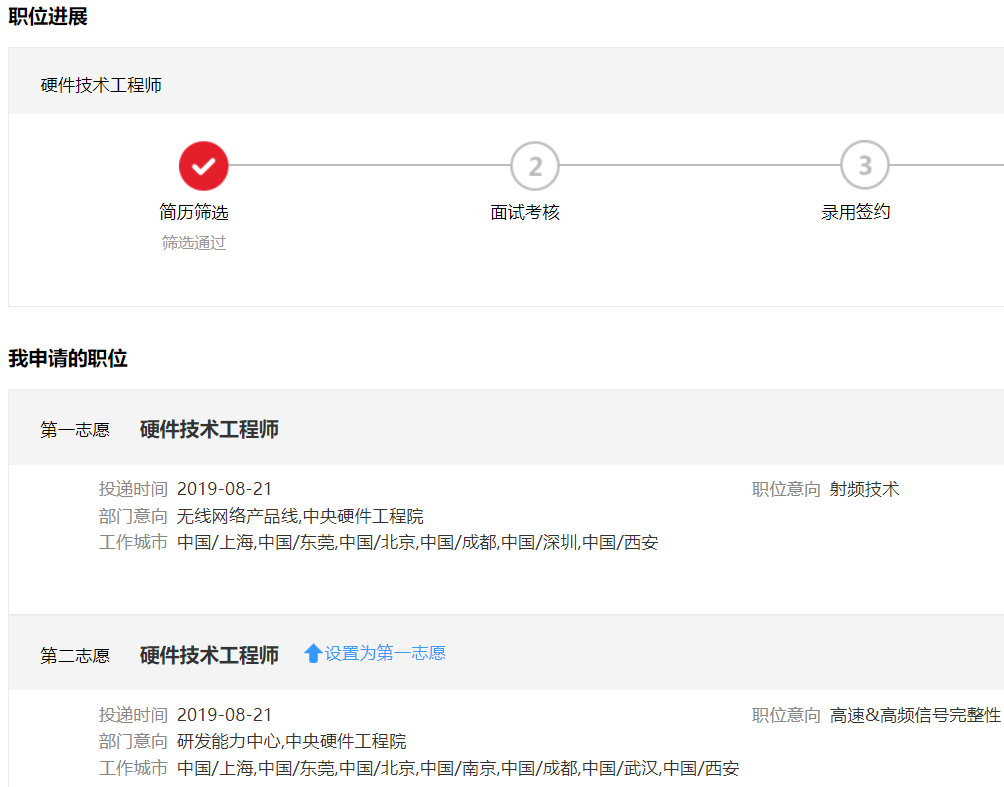 职位进展
硬件技术工程师
2 3
简历筛选 面试考核 录用签约
筛选通过
我申请的职位
第一志愿 硬件技术工程师
投递时间 2019-08-21 职位意向 射频技术
部门意向 无线网络产品线,中央硬件工程院
工作城市 中国/上海,中国/东莞,中国/北京,中国/成都,中国/深圳,中国/西安
第二志愿 硬件技术工程师 设置为第一志愿
投递时间 2019-08-21 职位意向 高速&高频信号完整性
部门意向 研发能力中心,中央硬件工程院
工作城市 中国/上海,中国/东莞,中国/北京,中国/南京,中国/成都,中国/武汉,中国/西安